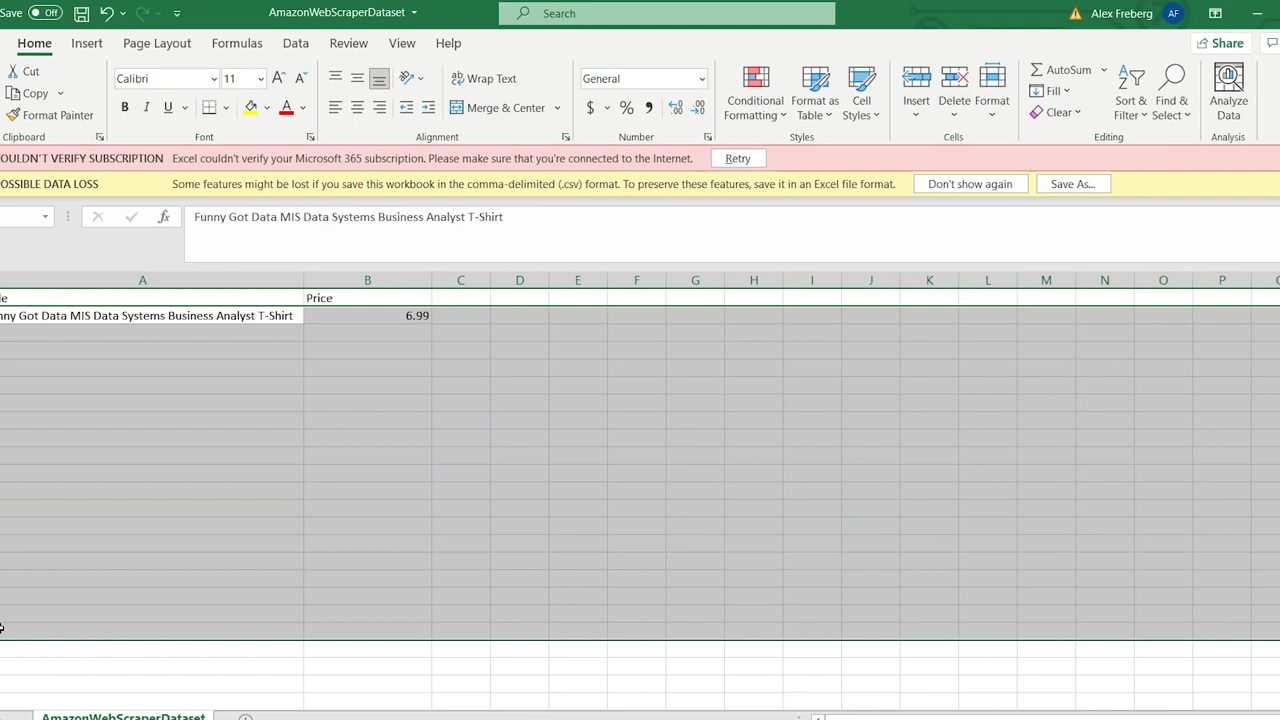 Save Off AmazonWebScraperDataset Search Alex Freberg AF
Home Insert Page Layout Formulas Data Review View Help Share
Cut
Copy
Format Painter
Clipboard
Calibri 11
B I U
Font
Wrap Text
Merge & Center
Alignment
General
$ % ,
Number
Conditional Formatting
Format as Table
Cell Styles
Styles
Insert
Delete
Format
Cells
AutoSum
Fill
Clear
Sort & Filter
Find & Select
Editing
Analyze Data
Analysis
OULDN'T VERIFY SUBSCRIPTION Excel couldn't verify your Microsoft 365 subscription. Please make sure that you're connected to the Internet. Retry
OSSIBLE DATA LOSS Some features might be lost if you save this workbook in the comma-delimited (.csv) format. To preserve these features, save it in an Excel file format. Don't show again Save As...
fx Funny Got Data MIS Data Systems Business Analyst T-Shirt
A B C D E F G H I J K L M N O P
le Price
nny Got Data MIS Data Systems Business Analyst T-Shirt 6.99
AmazonWebScraperDataset